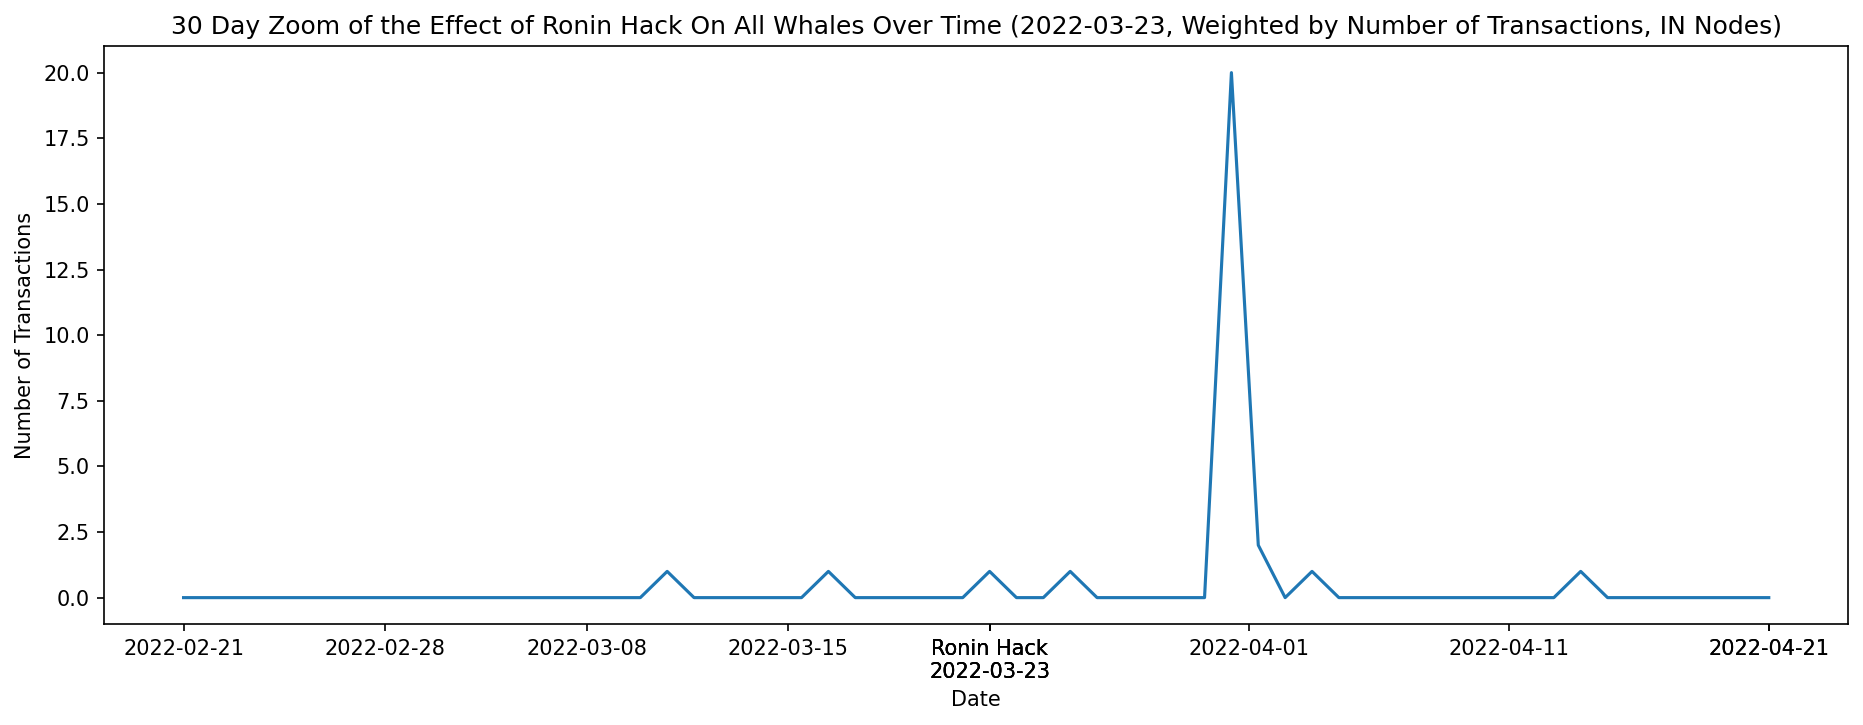 30 Day Zoom of the Effect of Ronin Hack On All Whales Over Time (2022-03-23, Weighted by Number of Transactions, IN Nodes)
Number of Transactions
20.0
17.5
15.0
12.5
10.0
7.5
5.0
2.5
0.0
2022-02-21 2022-02-28 2022-03-08 2022-03-15 Ronin Hack 2022-04-01 2022-04-11 2022-04-21
2022-03-23
Date